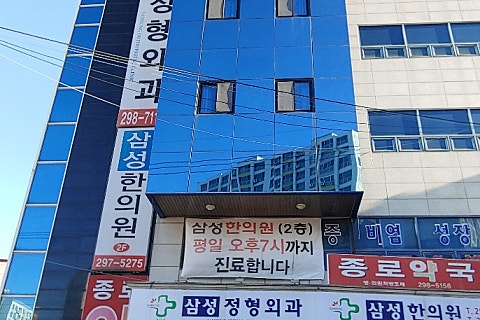 정형외과
298-71
삼성한의원
2F
297-5275
삼성한의원 (2층)
평일 오후7시까지
진료합니다
종 비염 성장
종로약국
298-5156
삼성정형외과
삼성한의원